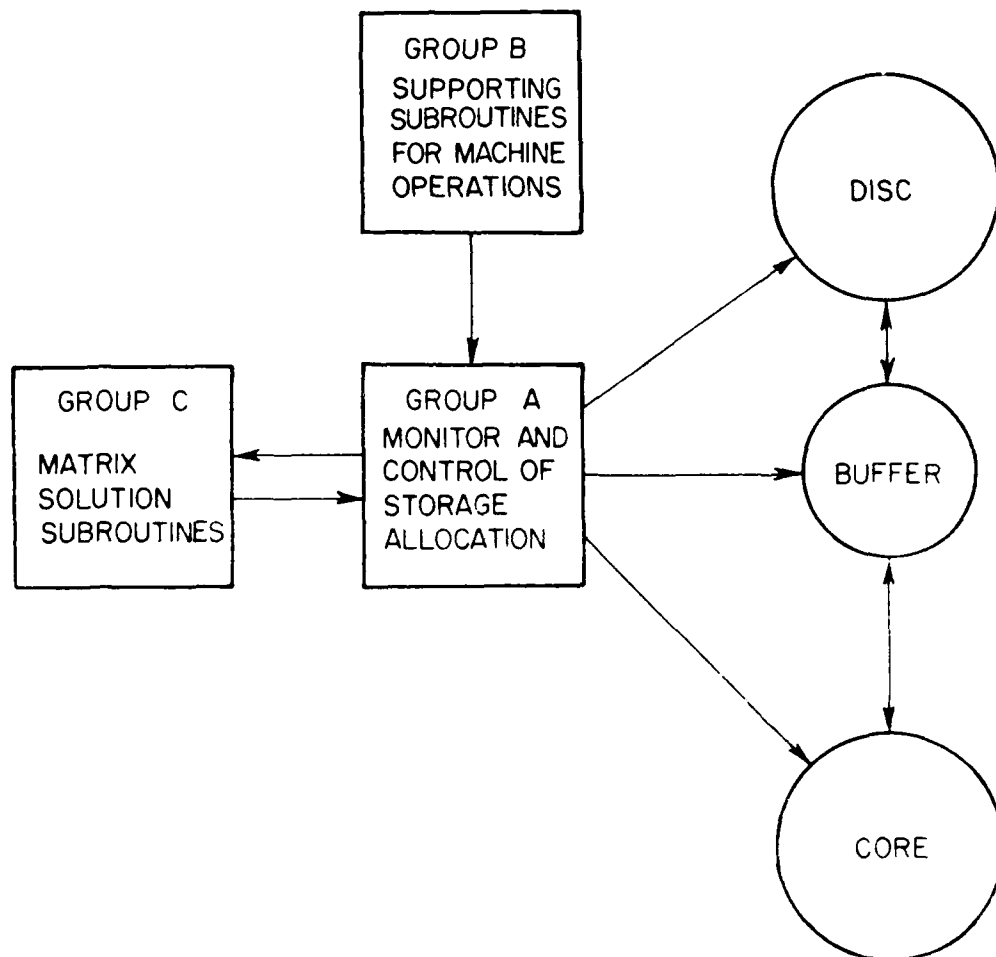 GROUP B
SUPPORTING
SUBROUTINES
FOR MACHINE
OPERATIONS
DISC
GROUP C
MATRIX
SOLUTION
SUBROUTINES
GROUP A
MONITOR AND
CONTROL OF
STORAGE
ALLOCATION
BUFFER
CORE